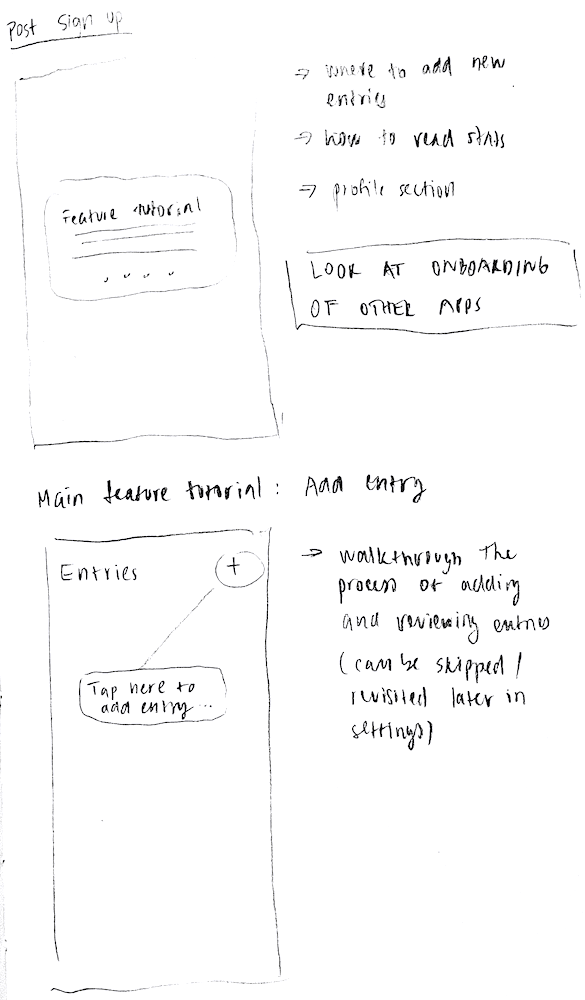 Post Sign up
→ where to add new
entries
→ how to read stats
→ profile section
Feature tutorial
LOOK AT ONBOARDING
OF OTHER APPS
Main feature tutorial: Add entry
Entries
+
Tap here to
add entry...
→ walkthrough the
process of adding
and reviewing entries
(can be skipped/
revisited later in
settings)